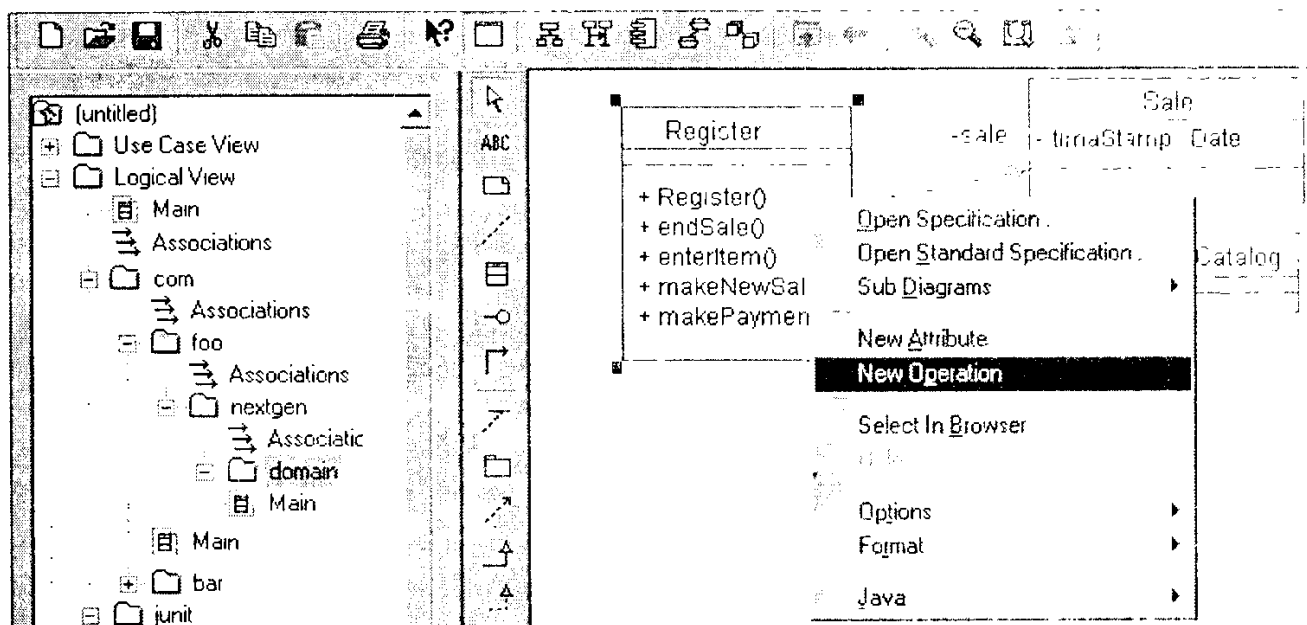 (untitled)
Use Case View
Logical View
Main
Associations
com
Associations
foo
Associations
nextgen
Associatic
domain
Main
Main
bar
junit
ABC
Register
+ Register()
+ endSale()
+ enterItem()
+ makeNewSal
+ makePaymen
-sale
Sale
- timeStamp Date
Catalog
Open Specification .
Open Standard Specification .
Sub Diagrams
New Attribute
New Operation
Select In Browser
Options
Format
Java